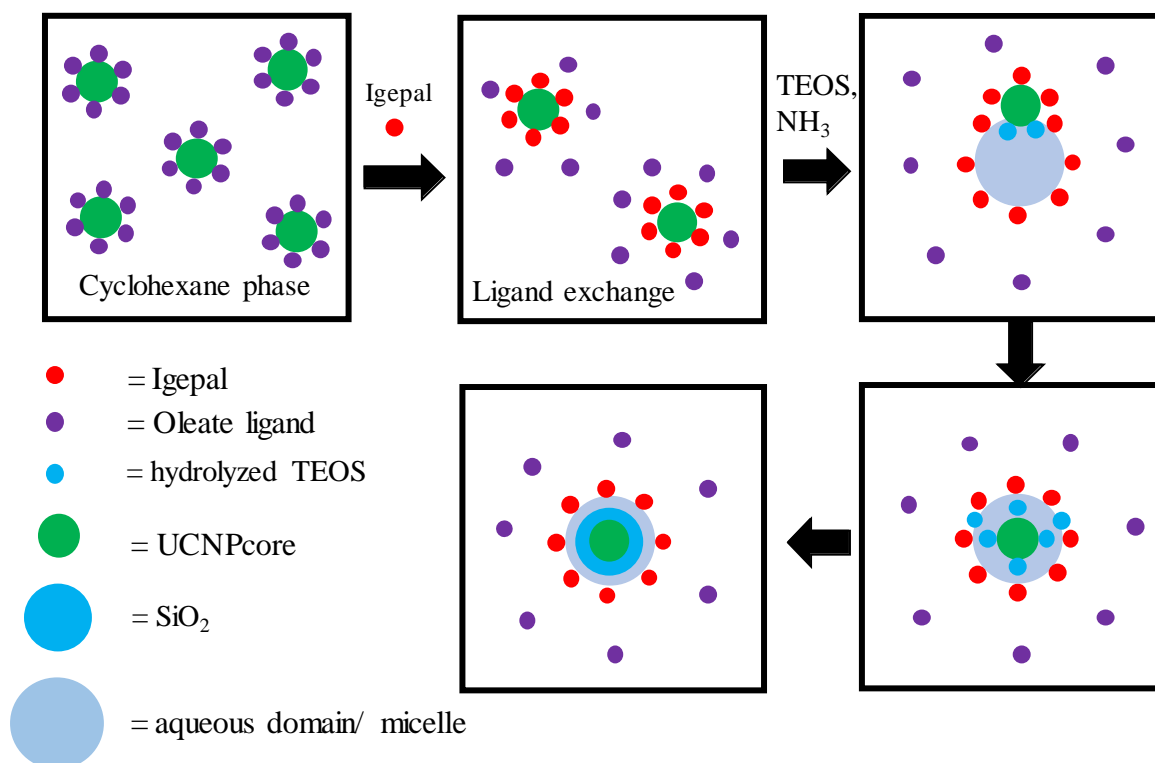 Igepal
TEOS,
NH₃
Cyclohexane phase
Ligand exchange
= Igepal
= Oleate ligand
= hydrolyzed TEOS
= UCNPcore
= SiO₂
= aqueous domain/ micelle